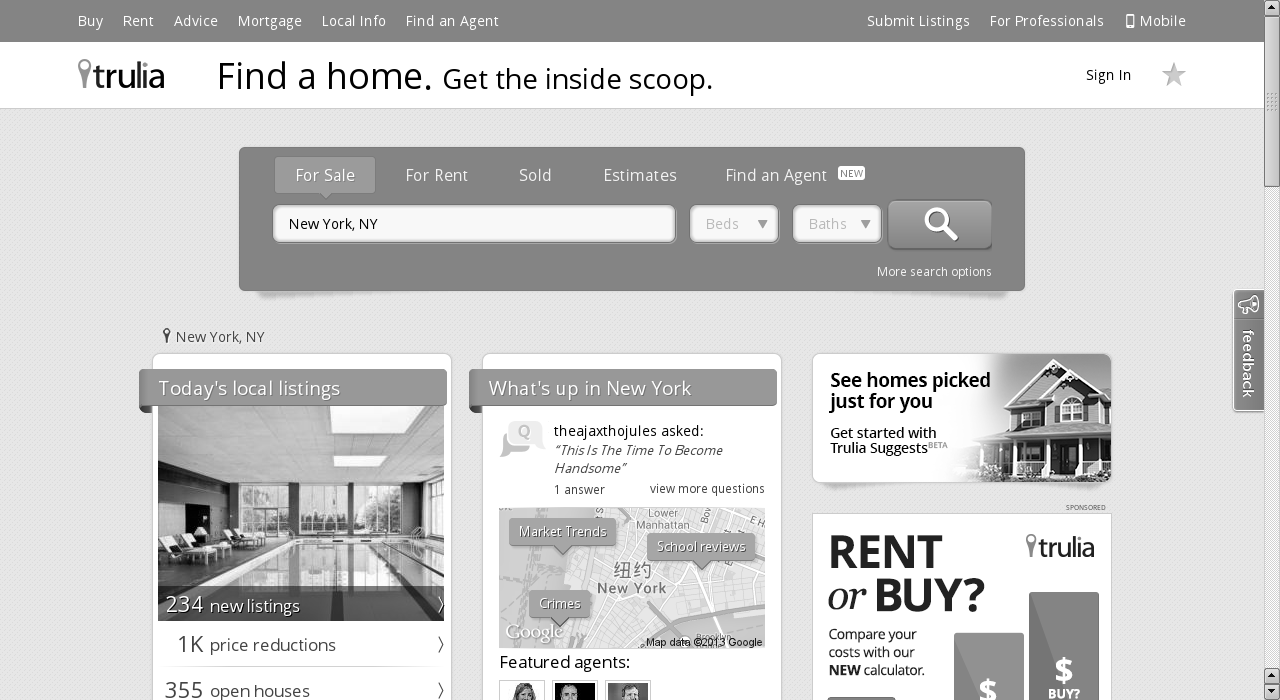 Buy Rent Advice Mortgage Local Info Find an Agent Submit Listings For Professionals Mobile
trulia Find a home. Get the inside scoop. Sign In
For Sale For Rent Sold Estimates Find an Agent NEW
New York, NY Beds Baths
More search options
feedback
New York, NY
Today's local listings
234 new listings
1K price reductions
355 open houses
What's up in New York
Q
theajaxthojules asked:
“This Is The Time To Become
Handsome”
1 answer view more questions
Lower
Manhattan
Market Trends
School reviews
纽约
New York
Crimes
Google
Brooklyn
Map data ©2013 Google
Featured agents:
See homes picked
just for you
Get started with
Trulia Suggests BETA
SPONSORED
RENT
or BUY?
trulia
Compare your
costs with our
NEW calculator.
$
$
BUY?